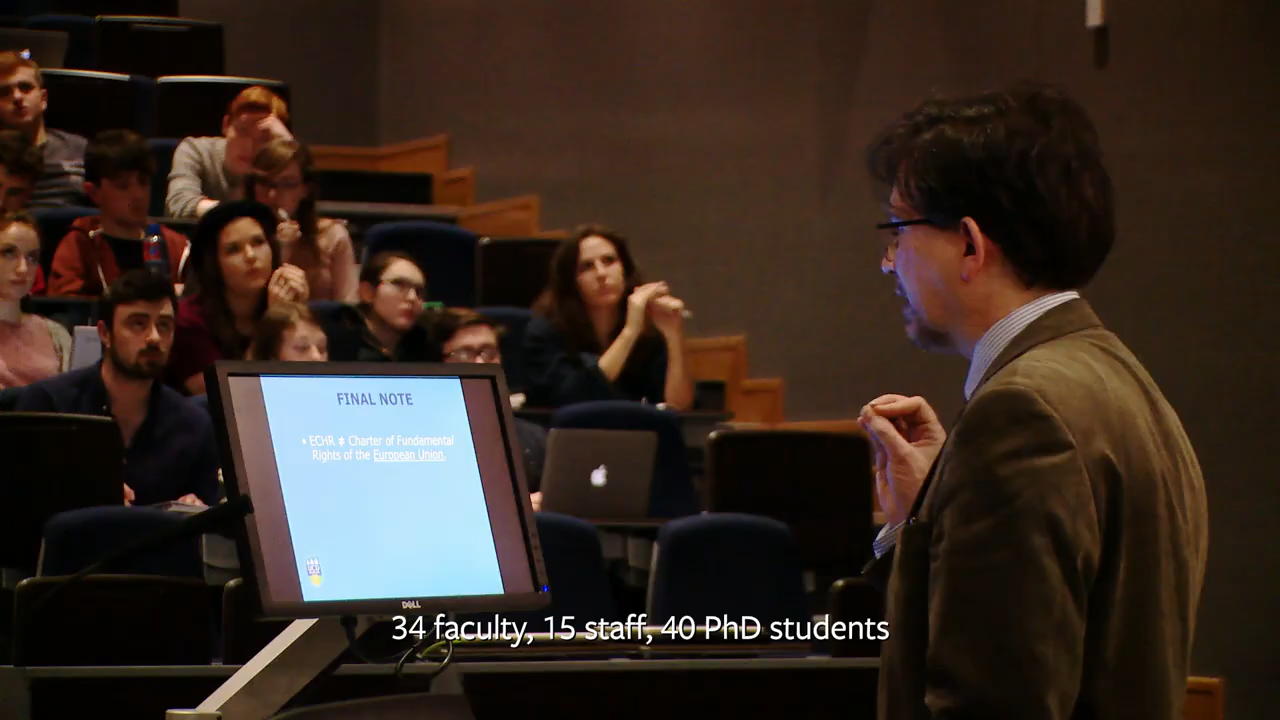 FINAL NOTE
• ECHR ≠ Charter of Fundamental
Rights of the European Union.
UCD
DELL
34 faculty, 15 staff, 40 PhD students